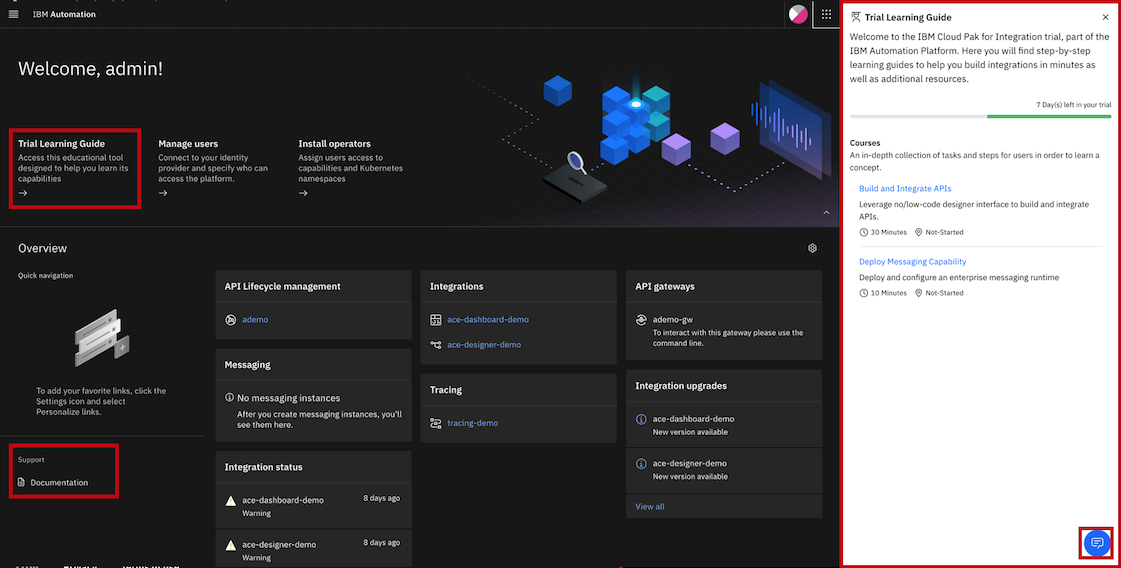 IBM Automation
Welcome, admin!
Trial Learning Guide
Access this educational tool
designed to help you learn its
capabilities
Manage users
Connect to your identity
provider and specify who can
access the platform.
Install operators
Assign users access to
capabilities and Kubernetes
namespaces
Overview
Quick navigation
To add your favorite links, click the
Settings icon and select
Personalize links.
Support
Documentation
API Lifecycle management
ademo
Messaging
No messaging instances
After you create messaging instances, you'll
see them here.
Integration status
ace-dashboard-demo
8 days ago
Warning
ace-designer-demo
8 days ago
Warning
Integrations
ace-dashboard-demo
ace-designer-demo
Tracing
tracing-demo
API gateways
ademo-gw
To interact with this gateway please use the
command line.
Integration upgrades
ace-dashboard-demo
New version available
ace-designer-demo
New version available
View all
Trial Learning Guide
Welcome to the IBM Cloud Pak for Integration trial, part of the
IBM Automation Platform. Here you will find step-by-step
learning guides to help you build integrations in minutes as
well as additional resources.
7 Day(s) left in your trial
Courses
An in-depth collection of tasks and steps for users in order to learn a
concept.
Build and Integrate APIs
Leverage no/low-code designer interface to build and integrate
APIs.
30 Minutes Not-Started
Deploy Messaging Capability
Deploy and configure an enterprise messaging runtime
10 Minutes Not-Started